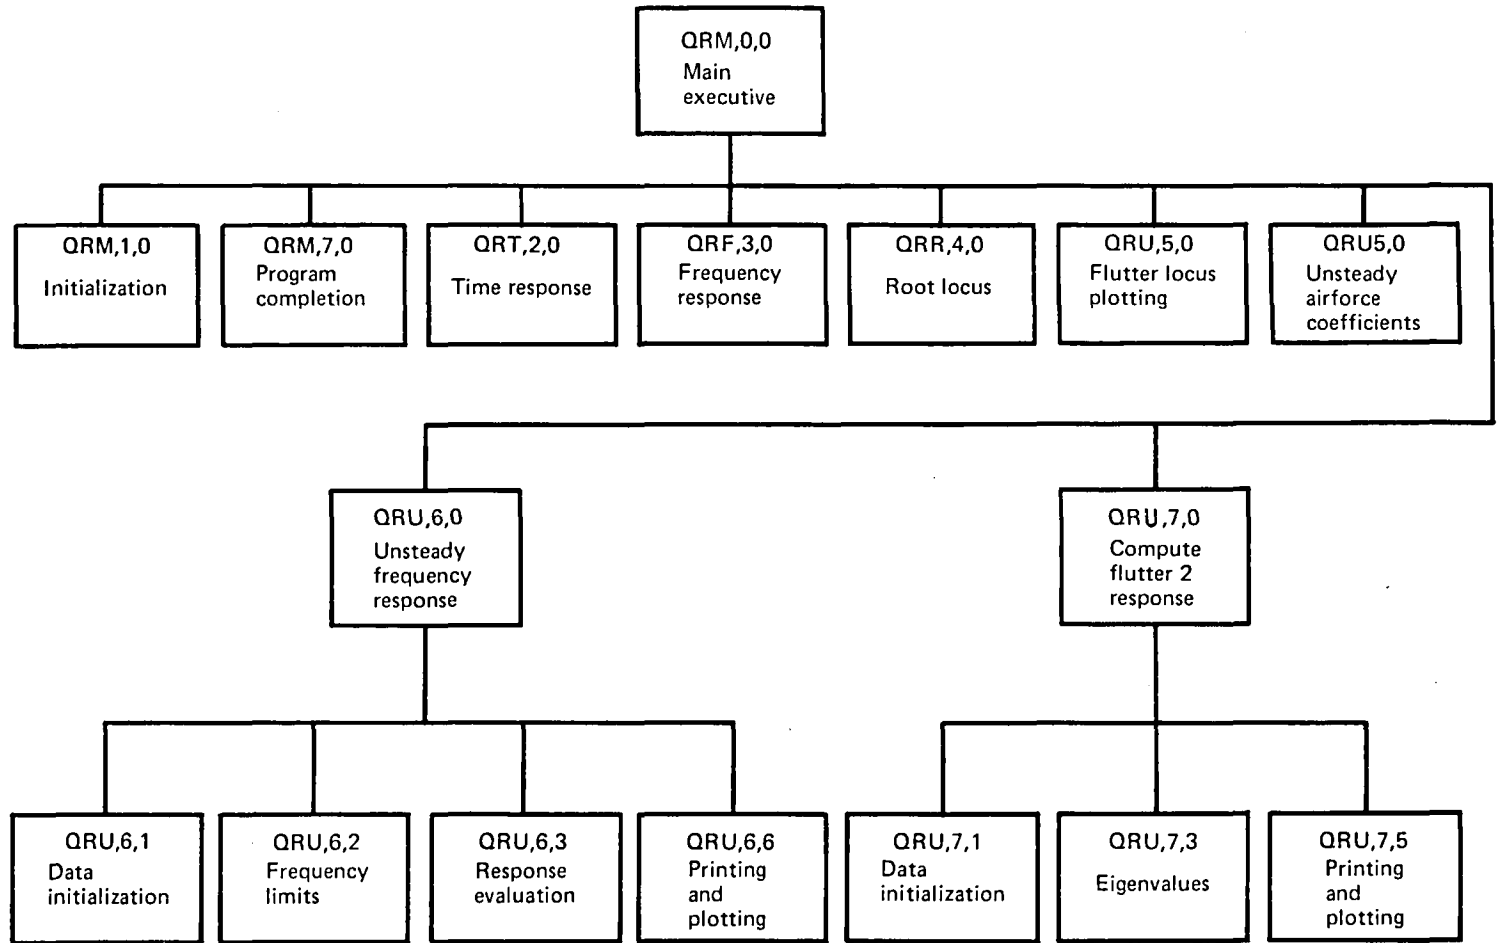 QRM,0,0
Main
executive
QRM,1,0
Initialization
QRM,7,0
Program
completion
QRT,2,0
Time response
QRF,3,0
Frequency
response
QRR,4,0
Root locus
QRU,5,0
Flutter locus
plotting
QRU5,0
Unsteady
airforce
coefficients
QRU,6,0
Unsteady
frequency
response
QRU,7,0
Compute
flutter 2
response
QRU,6,1
Data
initialization
QRU,6,2
Frequency
limits
QRU,6,3
Response
evaluation
QRU,6,6
Printing
and
plotting
QRU,7,1
Data
initialization
QRU,7,3
Eigenvalues
QRU,7,5
Printing
and
plotting